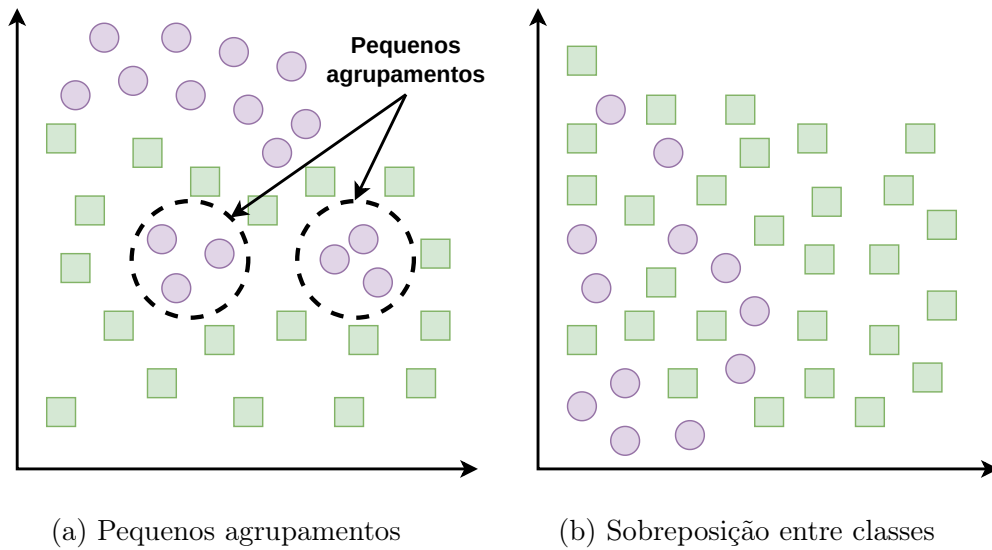 Pequenos
agrupamentos
(a) Pequenos agrupamentos
(b) Sobreposição entre classes